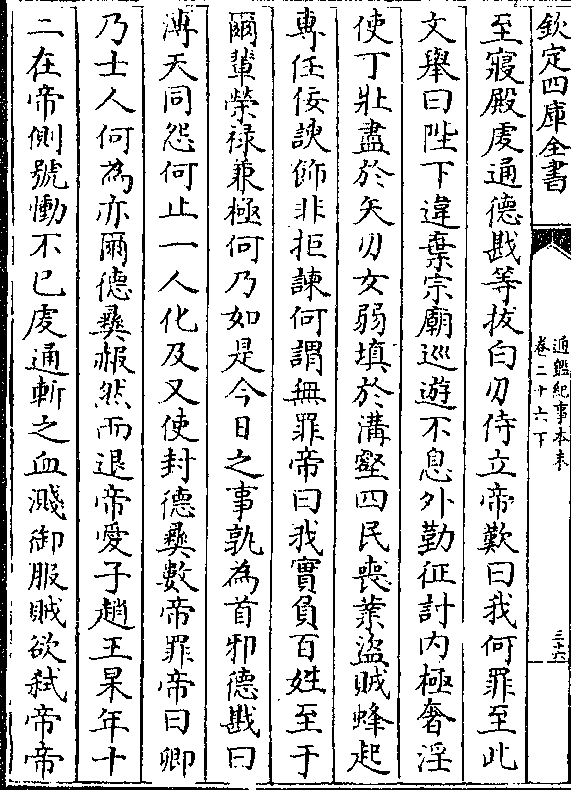 欽定四庫全書
通鑑紀事本末
卷二十六下
三十六
至寢殿虔通德戡等拔白刃侍立帝歎曰我何罪至此
文舉曰陛下違棄宗廟巡遊不息外勤征討内極奢淫
使丁壯盡於矢刃女弱填於溝壑四民喪業盜賊蜂起
専任佞諛飾非拒諫何謂無罪帝曰我實負百姓至于
爾輩榮禄兼極何乃如是今日之事孰為首邪德戡曰
溥天同怨何止一人化及又使封德彝數帝罪帝曰卿
乃士人何為亦爾德彝赧然而退帝愛子趙王杲年十
二在帝側號慟不已虔通斬之血濺御服賊欲弑帝帝